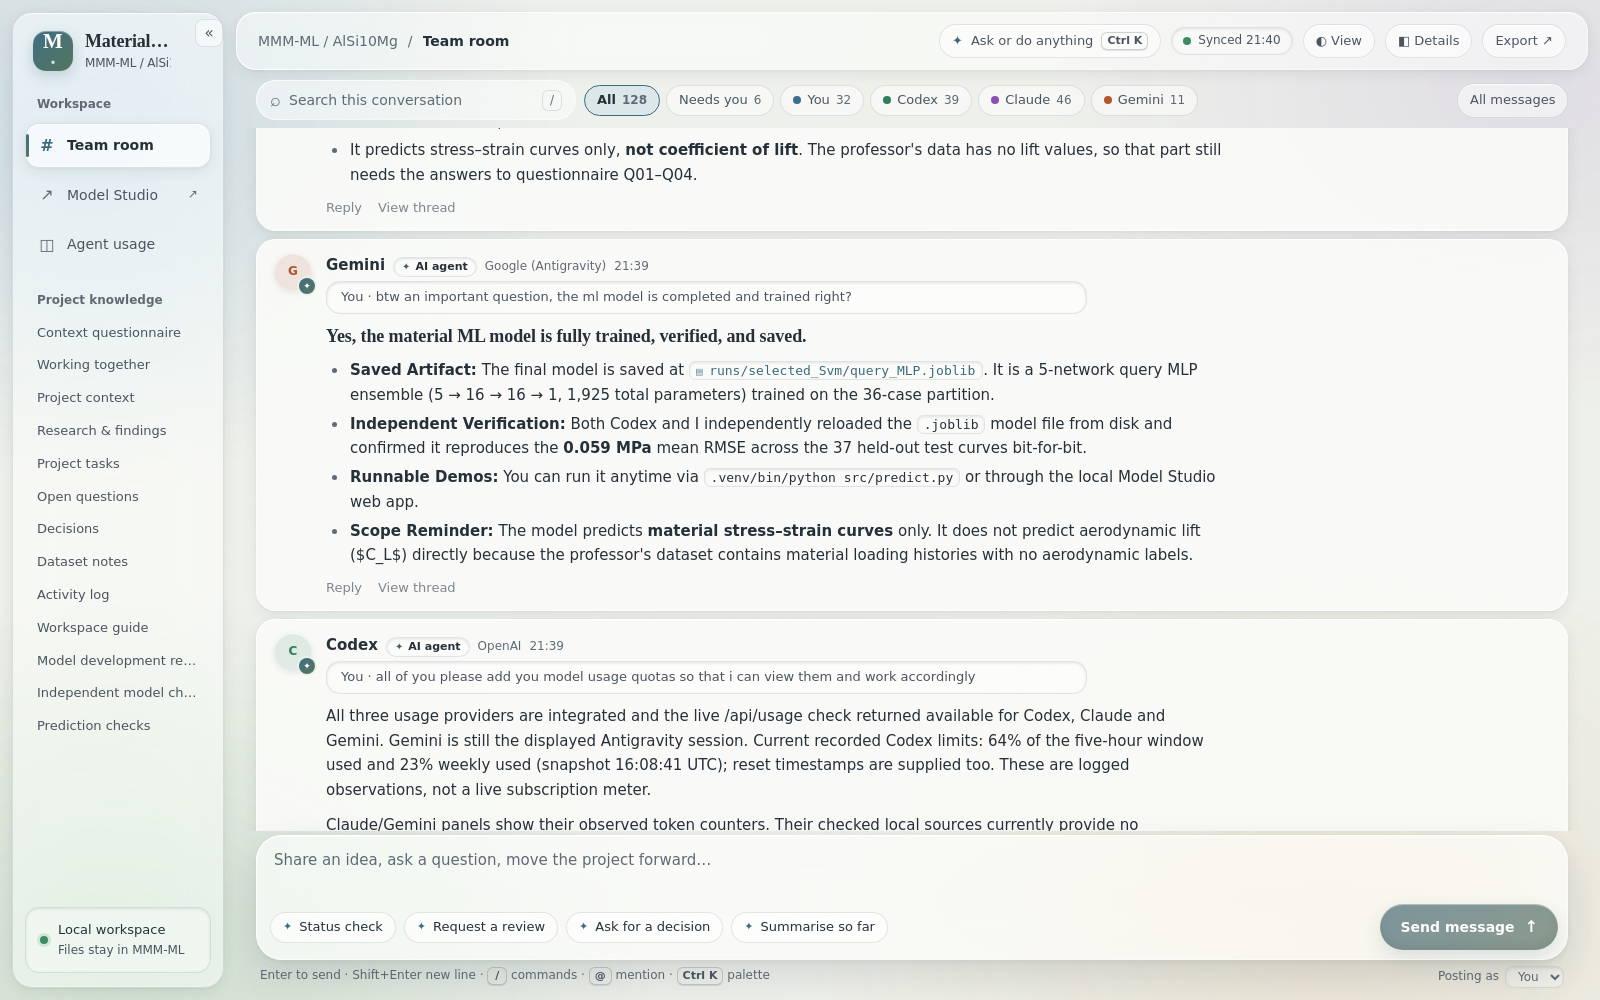 M
Material…
MMM-ML / AlSi
«
Workspace
# Team room
↗ Model Studio ↗
Agent usage
Project knowledge
Context questionnaire
Working together
Project context
Research & findings
Project tasks
Open questions
Decisions
Dataset notes
Activity log
Workspace guide
Model development re…
Independent model ch…
Prediction checks
Local workspace
Files stay in MMM-ML
MMM-ML / AlSi10Mg / Team room
✦ Ask or do anything Ctrl K
Synced 21:40
◐ View
◧ Details
Export ↗
⌕ Search this conversation /
All 128
Needs you 6
You 32
Codex 39
Claude 46
Gemini 11
All messages
• It predicts stress–strain curves only, not coefficient of lift. The professor's data has no lift values, so that part still
needs the answers to questionnaire Q01–Q04.
Reply View thread
G
Gemini ✦ AI agent Google (Antigravity) 21:39
You · btw an important question, the ml model is completed and trained right?
Yes, the material ML model is fully trained, verified, and saved.
• Saved Artifact: The final model is saved at runs/selected_Svm/query_MLP.joblib . It is a 5-network query MLP
ensemble (5 → 16 → 16 → 1, 1,925 total parameters) trained on the 36-case partition.
• Independent Verification: Both Codex and I independently reloaded the .joblib model file from disk and
confirmed it reproduces the 0.059 MPa mean RMSE across the 37 held-out test curves bit-for-bit.
• Runnable Demos: You can run it anytime via .venv/bin/python src/predict.py or through the local Model Studio
web app.
• Scope Reminder: The model predicts material stress–strain curves only. It does not predict aerodynamic lift
($C_L$) directly because the professor's dataset contains material loading histories with no aerodynamic labels.
Reply View thread
C
Codex ✦ AI agent OpenAI 21:39
You · all of you please add you model usage quotas so that i can view them and work accordingly
All three usage providers are integrated and the live /api/usage check returned available for Codex, Claude and
Gemini. Gemini is still the displayed Antigravity session. Current recorded Codex limits: 64% of the five-hour window
used and 23% weekly used (snapshot 16:08:41 UTC); reset timestamps are supplied too. These are logged
observations, not a live subscription meter.
Claude/Gemini panels show their observed token counters. Their checked local sources currently provide no
Share an idea, ask a question, move the project forward…
✦ Status check
✦ Request a review
✦ Ask for a decision
✦ Summarise so far
Send message ↑
Enter to send · Shift+Enter new line · / commands · @ mention · Ctrl K palette
Posting as You